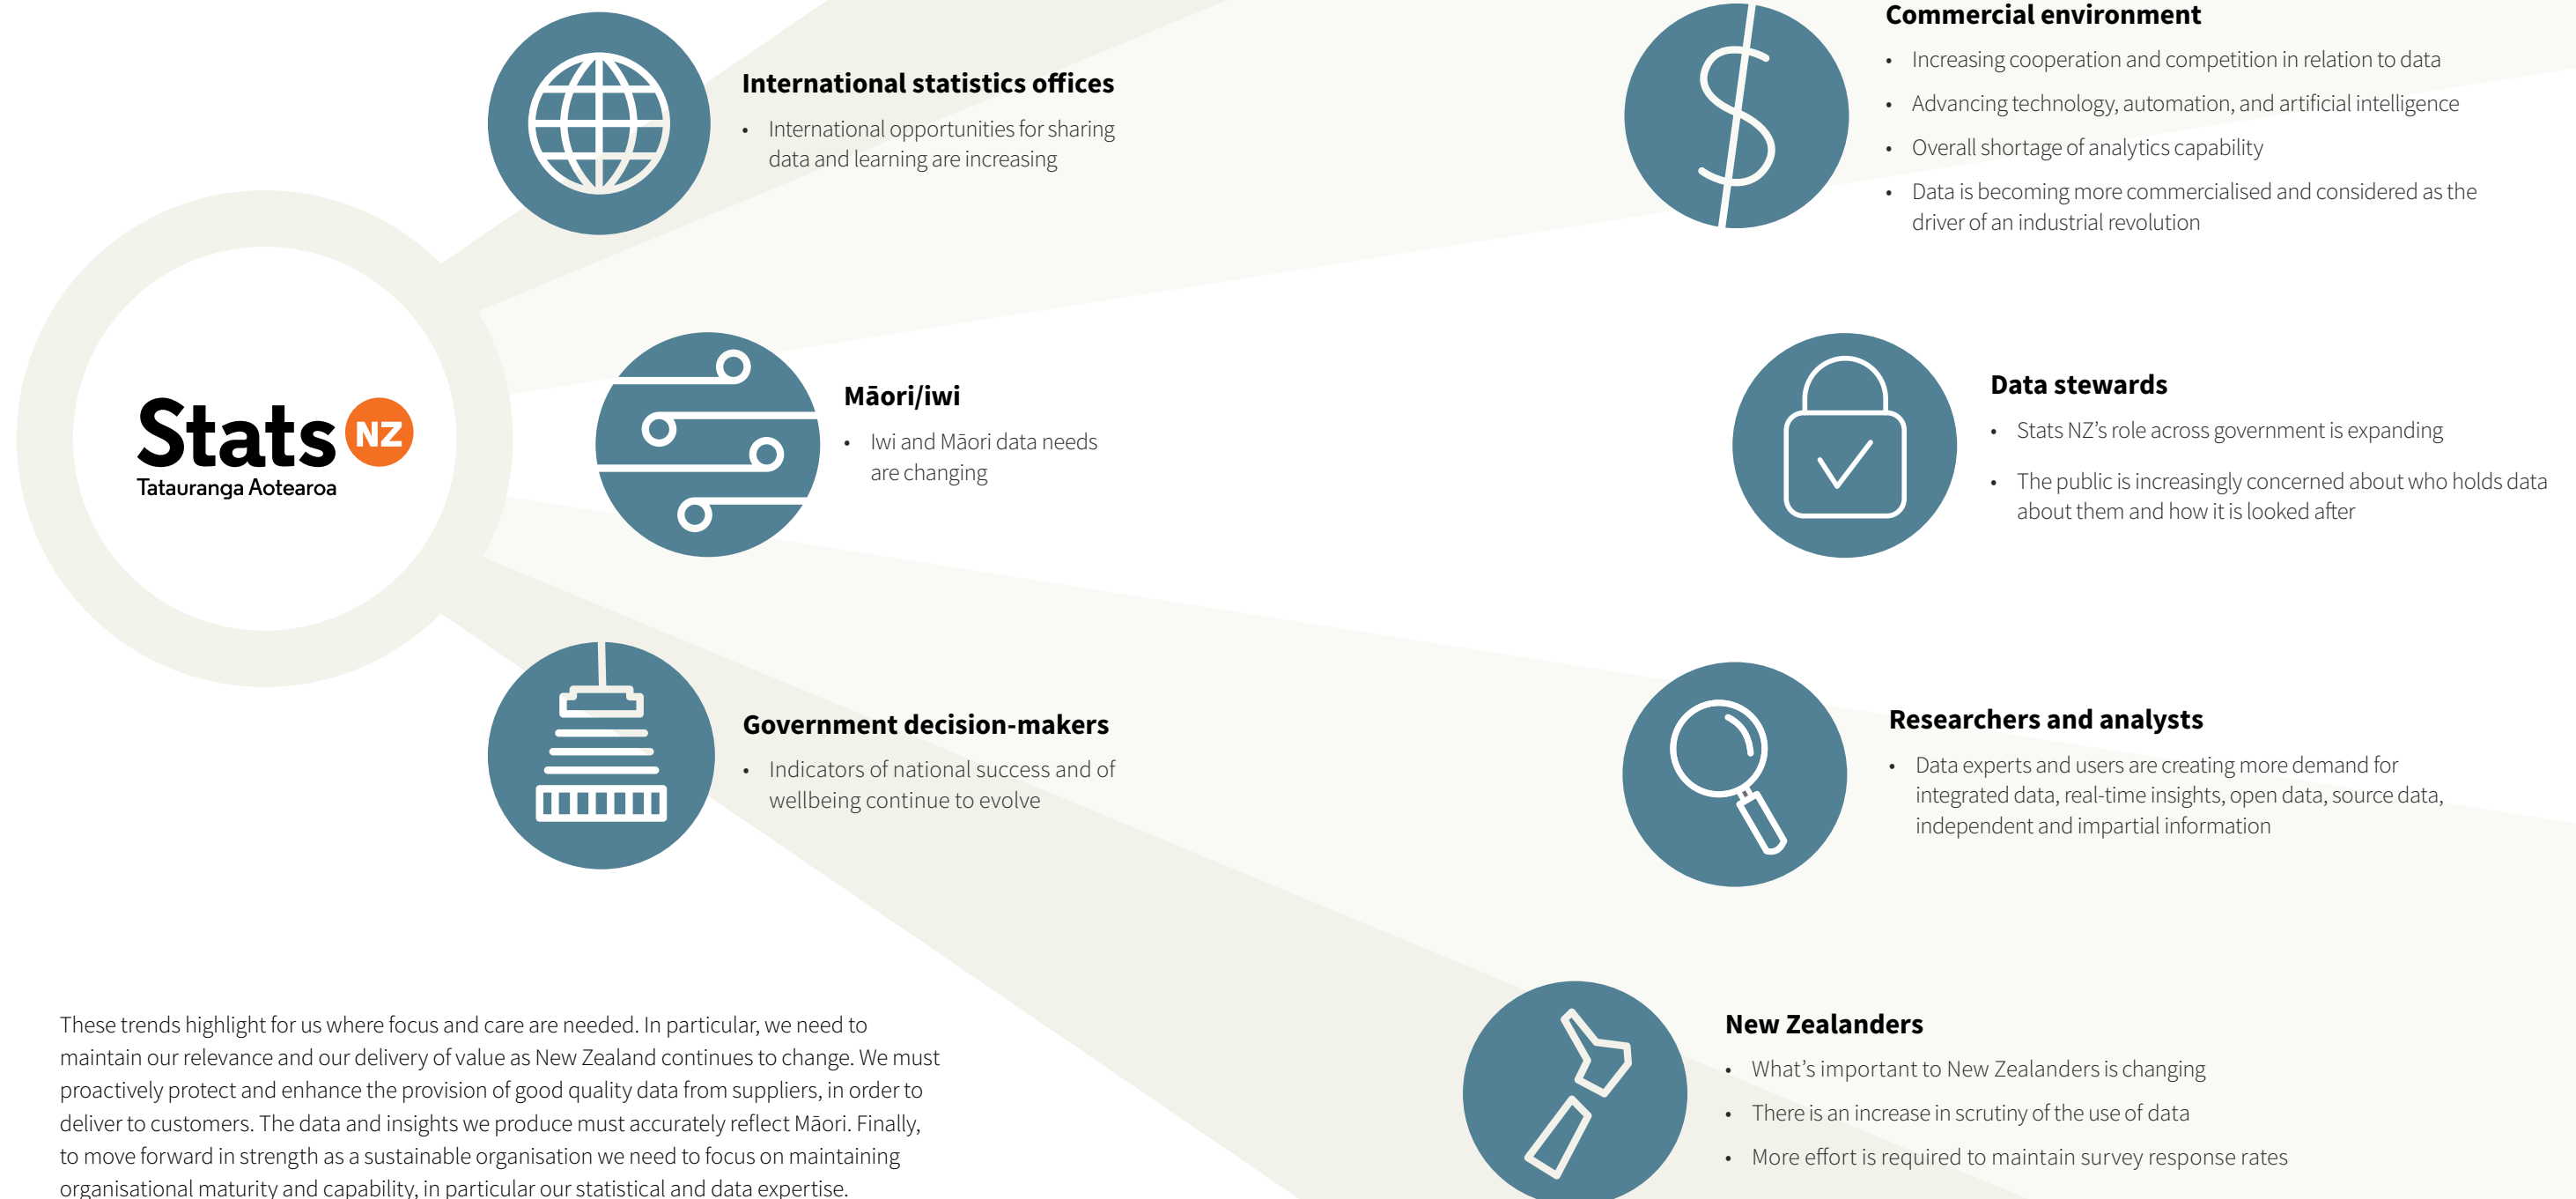 Stats NZ
Tatauranga Aotearoa
International statistics offices
• International opportunities for sharing
data and learning are increasing
Māori/iwi
• Iwi and Māori data needs
are changing
Government decision-makers
• Indicators of national success and of
wellbeing continue to evolve
These trends highlight for us where focus and care are needed. In particular, we need to
maintain our relevance and our delivery of value as New Zealand continues to change. We must
proactively protect and enhance the provision of good quality data from suppliers, in order to
deliver to customers. The data and insights we produce must accurately reflect Māori. Finally,
to move forward in strength as a sustainable organisation we need to focus on maintaining
organisational maturity and capability, in particular our statistical and data expertise.
Commercial environment
• Increasing cooperation and competition in relation to data
• Advancing technology, automation, and artificial intelligence
• Overall shortage of analytics capability
• Data is becoming more commercialised and considered as the
driver of an industrial revolution
Data stewards
• Stats NZ's role across government is expanding
• The public is increasingly concerned about who holds data
about them and how it is looked after
Researchers and analysts
• Data experts and users are creating more demand for
integrated data, real-time insights, open data, source data,
independent and impartial information
New Zealanders
• What's important to New Zealanders is changing
• There is an increase in scrutiny of the use of data
• More effort is required to maintain survey response rates